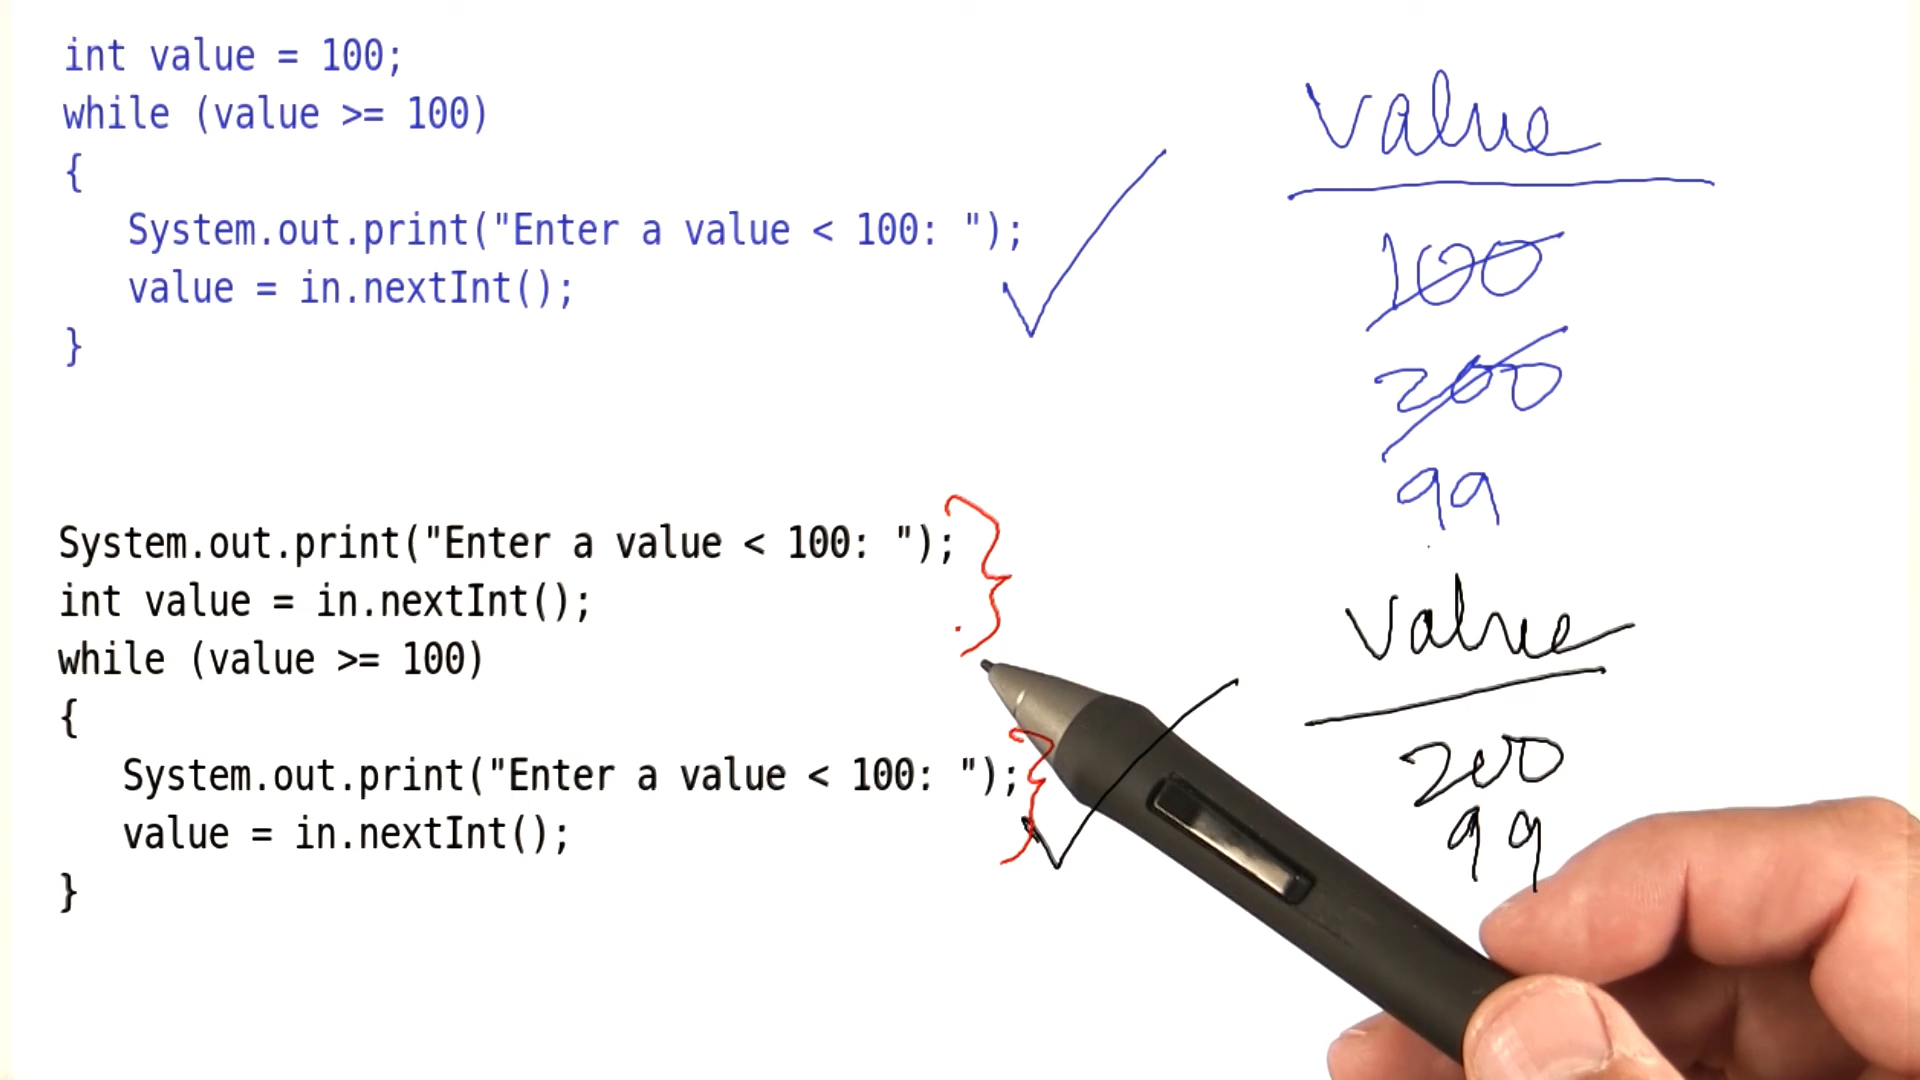 int value = 100;
while (value >= 100)
{
System.out.print("Enter a value < 100: ");
value = in.nextInt();
}
value
100
200
99
System.out.print("Enter a value < 100: ");
int value = in.nextInt();
while (value >= 100)
{
System.out.print("Enter a value < 100: ");
value = in.nextInt();
}
value
200
99